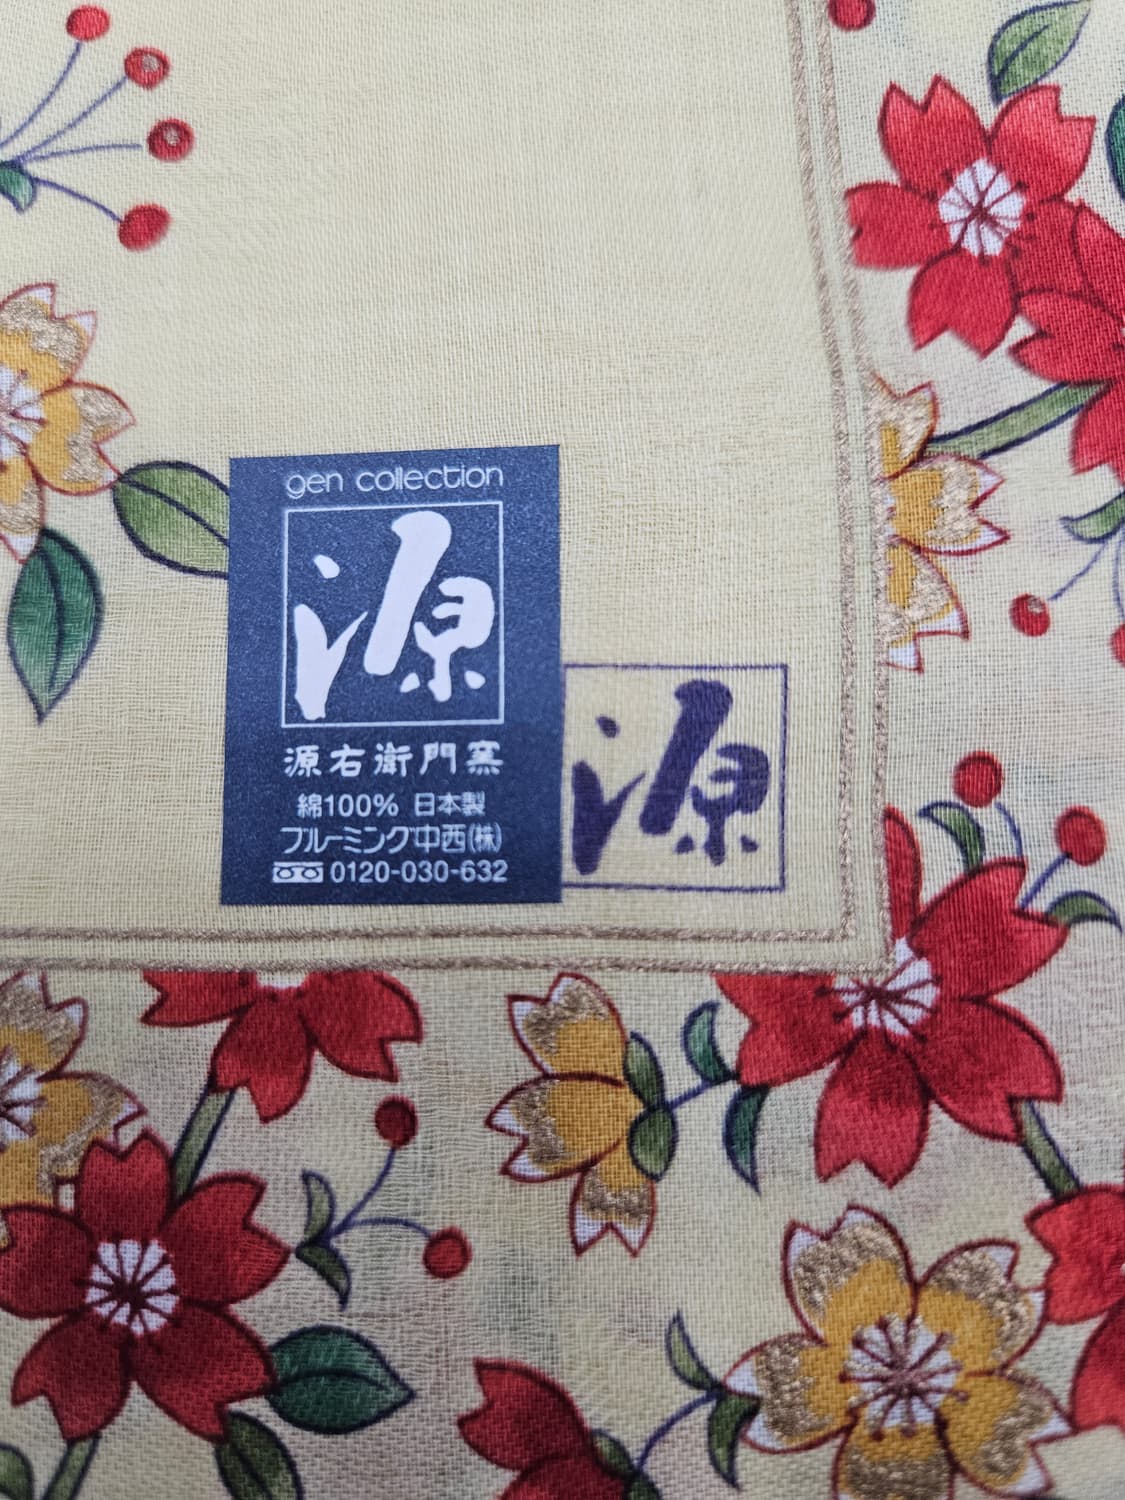 gen collection
源
源右衛門窯
綿100% 日本製
ブルーミング中西(株)
0120-030-632
源